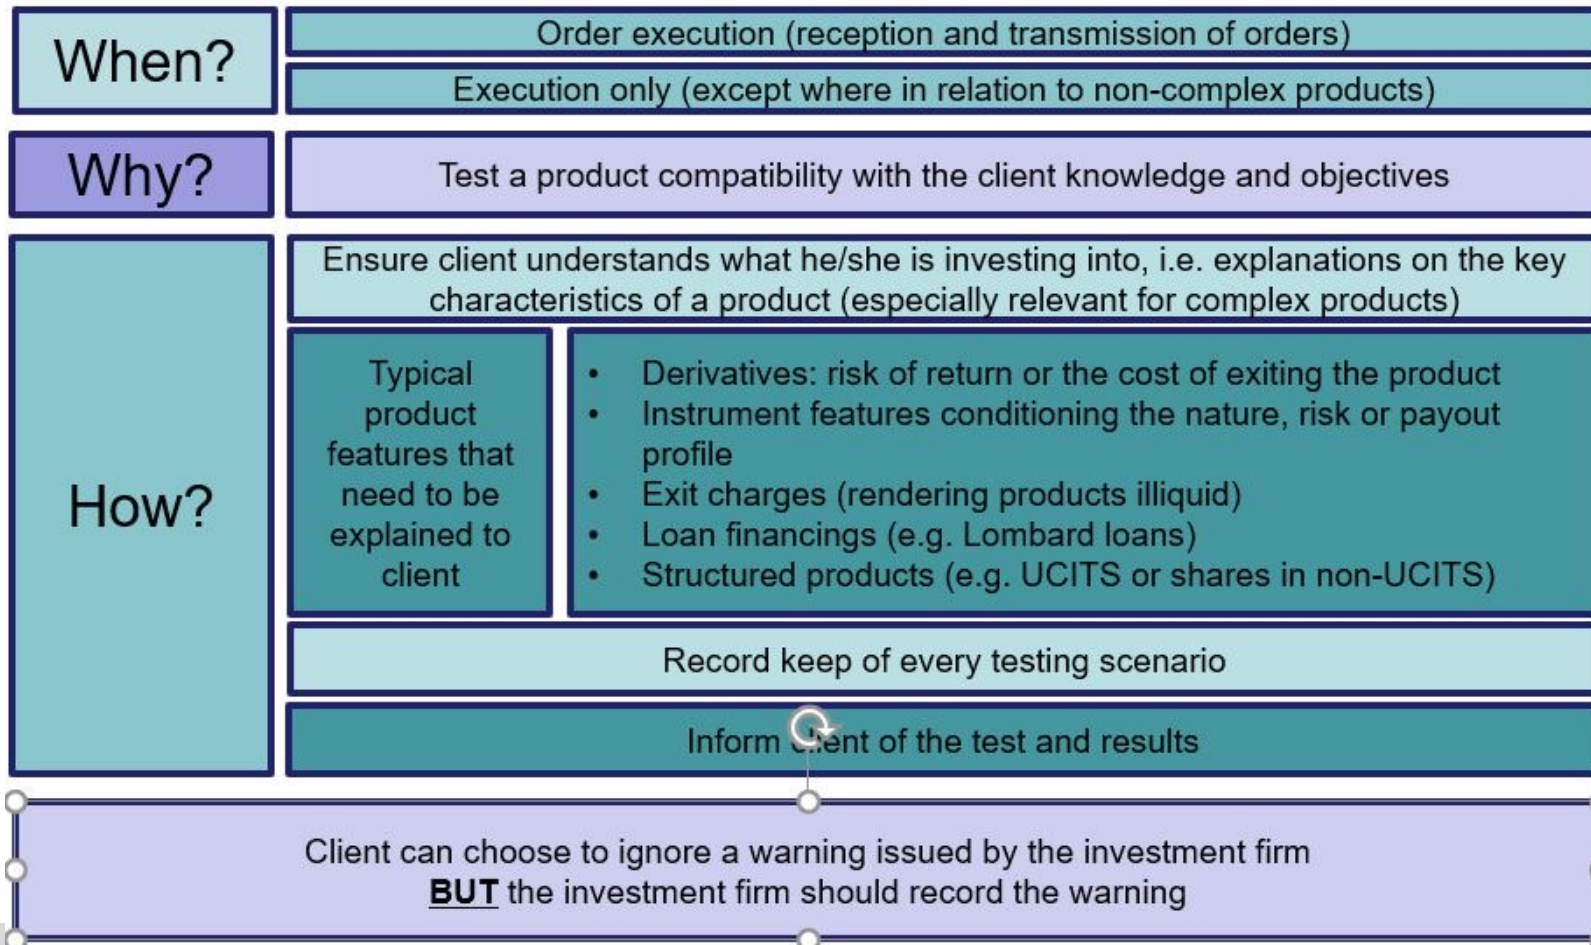 When?
Order execution (reception and transmission of orders)
Execution only (except where in relation to non-complex products)
Why?
Test a product compatibility with the client knowledge and objectives
How?
Ensure client understands what he/she is investing into, i.e. explanations on the key
characteristics of a product (especially relevant for complex products)
Typical
product
features that
need to be
explained to
client
• Derivatives: risk of return or the cost of exiting the product
• Instrument features conditioning the nature, risk or payout
profile
• Exit charges (rendering products illiquid)
• Loan financings (e.g. Lombard loans)
• Structured products (e.g. UCITS or shares in non-UCITS)
Record keep of every testing scenario
Inform client of the test and results
Client can choose to ignore a warning issued by the investment firm
BUT the investment firm should record the warning